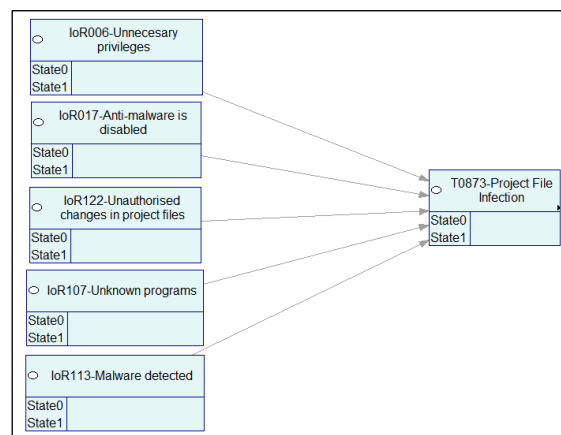 IoR006-Unnecesary
privileges
State0
State1
IoR017-Anti-malware is
disabled
State0
State1
IoR122-Unauthorised
changes in project files
State0
State1
IoR107-Unknown programs
State0
State1
IoR113-Malware detected
State0
State1
T0873-Project File
Infection
State0
State1